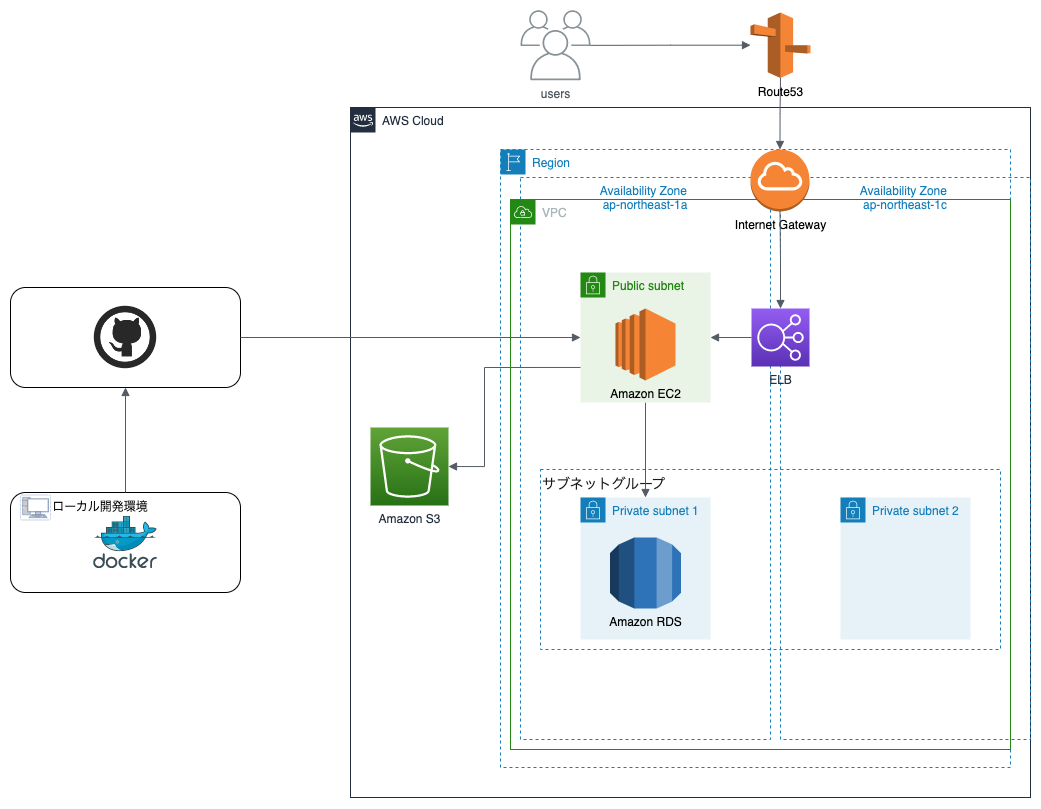 users
Route53
aws
AWS Cloud
Region
Availability Zone
ap-northeast-1a
Availability Zone
ap-northeast-1c
VPC
Internet Gateway
Public subnet
Amazon EC2
ELB
Amazon S3
サブネットグループ
ローカル開発環境
docker
Private subnet 1
Private subnet 2
Amazon RDS